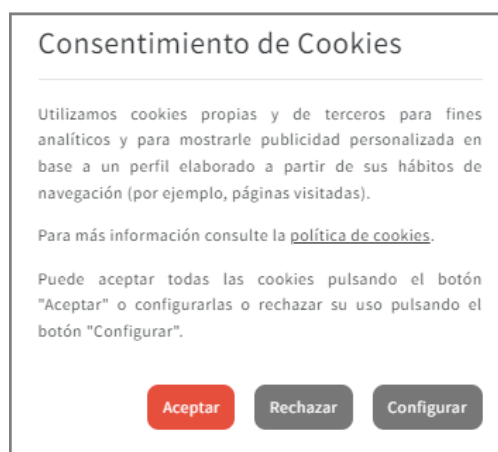 Consentimiento de Cookies
Utilizamos cookies propias y de terceros para fines
analíticos y para mostrarle publicidad personalizada en
base a un perfil elaborado a partir de sus hábitos de
navegación (por ejemplo, páginas visitadas).
Para más información consulte la política de cookies.
Puede aceptar todas las cookies pulsando el botón
"Aceptar" o configurarlas o rechazar su uso pulsando el
botón "Configurar".
Aceptar Rechazar Configurar